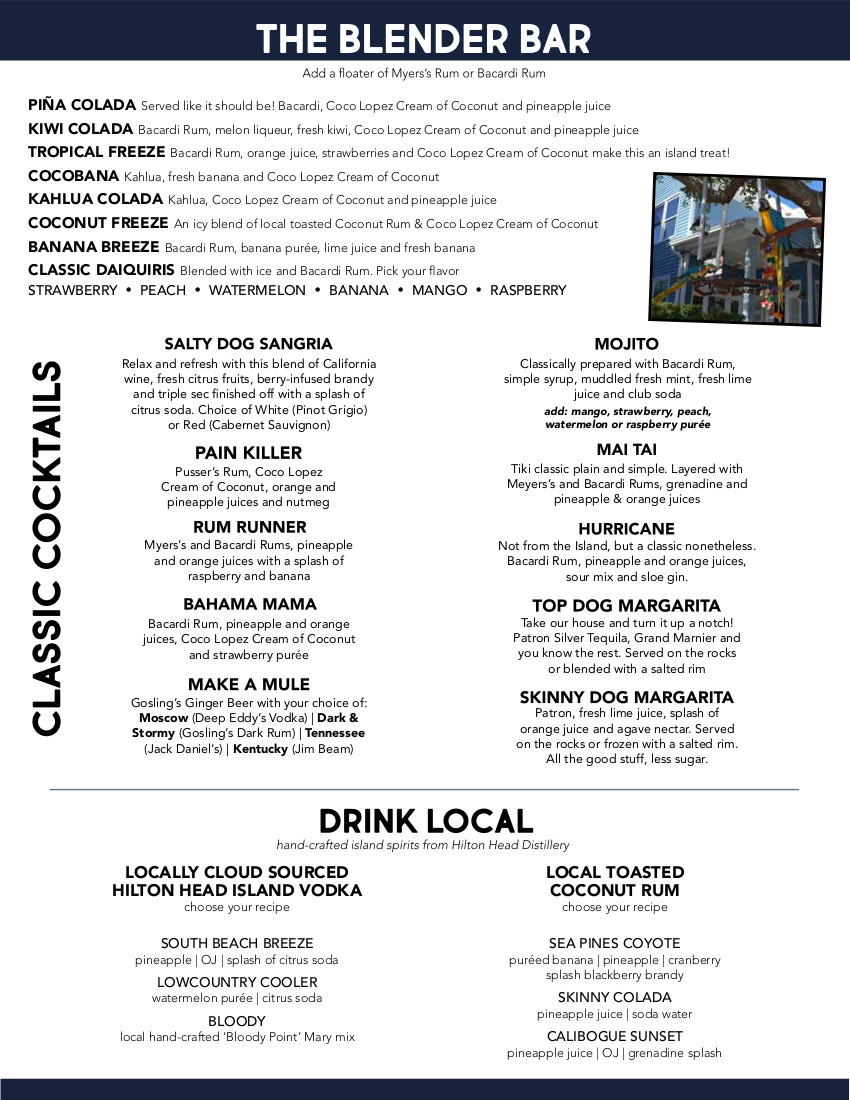 THE BLENDER BAR
Add a floater of Myers's Rum or Bacardi Rum
PIÑA COLADA Served like it should be! Bacardi, Coco Lopez Cream of Coconut and pineapple juice
KIWI COLADA Bacardi Rum, melon liqueur, fresh kiwi, Coco Lopez Cream of Coconut and pineapple juice
TROPICAL FREEZE Bacardi Rum, orange juice, strawberries and Coco Lopez Cream of Coconut make this an island treat!
COCOBANA Kahlua, fresh banana and Coco Lopez Cream of Coconut
KAHLUA COLADA Kahlua, Coco Lopez Cream of Coconut and pineapple juice
COCONUT FREEZE An icy blend of local toasted Coconut Rum & Coco Lopez Cream of Coconut
BANANA BREEZE Bacardi Rum, banana purée, lime juice and fresh banana
CLASSIC DAIQUIRIS Blended with ice and Bacardi Rum. Pick your flavor
STRAWBERRY • PEACH • WATERMELON • BANANA • MANGO • RASPBERRY
CLASSIC COCKTAILS
SALTY DOG SANGRIA
Relax and refresh with this blend of California
wine, fresh citrus fruits, berry-infused brandy
and triple sec finished off with a splash of
citrus soda. Choice of White (Pinot Grigio)
or Red (Cabernet Sauvignon)
PAIN KILLER
Pusser's Rum, Coco Lopez
Cream of Coconut, orange and
pineapple juices and nutmeg
RUM RUNNER
Myers's and Bacardi Rums, pineapple
and orange juices with a splash of
raspberry and banana
BAHAMA MAMA
Bacardi Rum, pineapple and orange
juices, Coco Lopez Cream of Coconut
and strawberry purée
MAKE A MULE
Gosling's Ginger Beer with your choice of:
Moscow (Deep Eddy's Vodka) | Dark &
Stormy (Gosling's Dark Rum) | Tennessee
(Jack Daniel's) | Kentucky (Jim Beam)
MOJITO
Classically prepared with Bacardi Rum,
simple syrup, muddled fresh mint, fresh lime
juice and club soda
add: mango, strawberry, peach,
watermelon or raspberry purée
MAI TAI
Tiki classic plain and simple. Layered with
Meyers's and Bacardi Rums, grenadine and
pineapple & orange juices
HURRICANE
Not from the Island, but a classic nonetheless.
Bacardi Rum, pineapple and orange juices,
sour mix and sloe gin.
TOP DOG MARGARITA
Take our house and turn it up a notch!
Patron Silver Tequila, Grand Marnier and
you know the rest. Served on the rocks
or blended with a salted rim
SKINNY DOG MARGARITA
Patron, fresh lime juice, splash of
orange juice and agave nectar. Served
on the rocks or frozen with a salted rim.
All the good stuff, less sugar.
DRINK LOCAL
hand-crafted island spirits from Hilton Head Distillery
LOCALLY CLOUD SOURCED
HILTON HEAD ISLAND VODKA
choose your recipe
SOUTH BEACH BREEZE
pineapple | OJ | splash of citrus soda
LOWCOUNTRY COOLER
watermelon purée | citrus soda
BLOODY
local hand-crafted 'Bloody Point' Mary mix
LOCAL TOASTED
COCONUT RUM
choose your recipe
SEA PINES COYOTE
puréed banana | pineapple | cranberry
splash blackberry brandy
SKINNY COLADA
pineapple juice | soda water
CALIBOGUE SUNSET
pineapple juice | OJ | grenadine splash